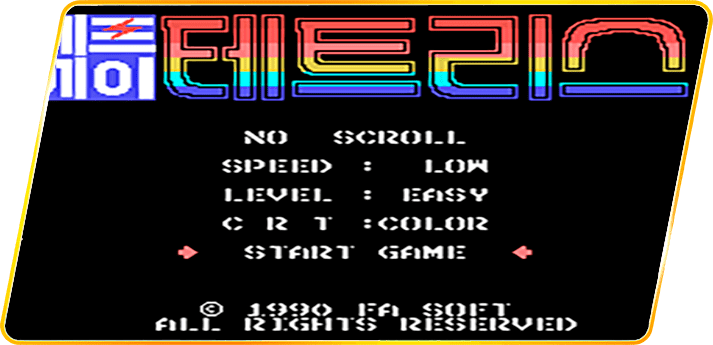 테트리스
NO SCROLL
SPEED : LOW
LEVEL : EASY
C R T :COLOR
START GAME
© 1990 FA SOFT
ALL RIGHTS RESERVED